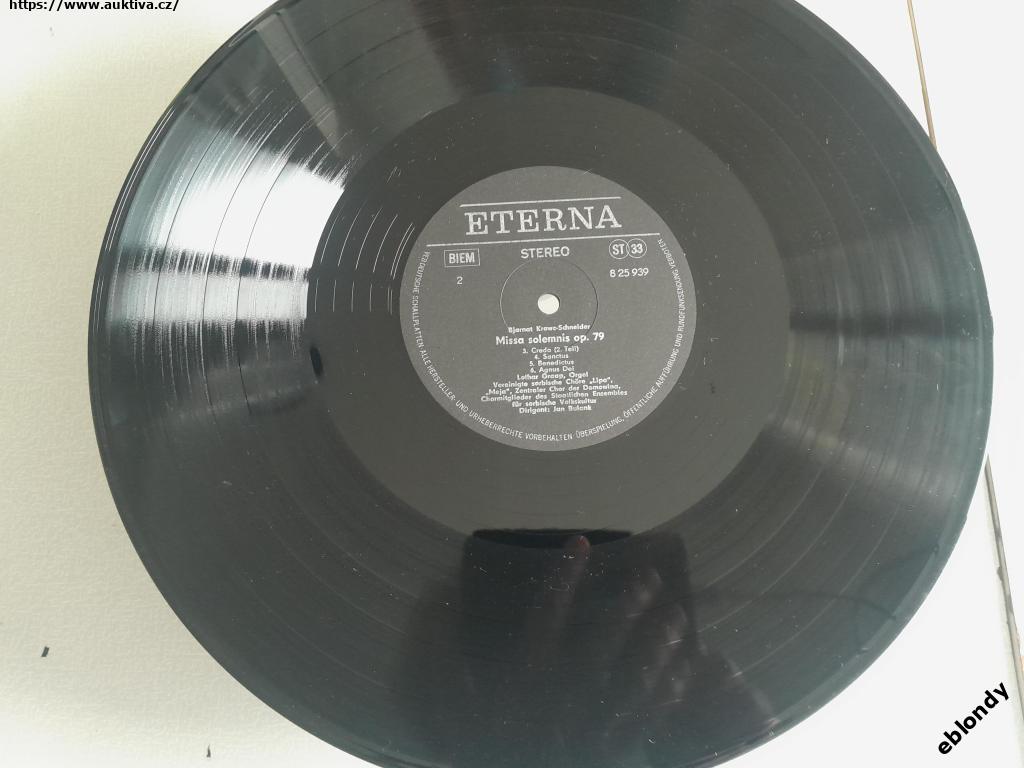 https://www.auktiva.cz/
ETERNA
BIEM
STEREO
ST 33
2
8 25 939
Bjarnat Krawc-Schneider
Missa solemnis op. 79
3. Credo (2. Teil)
4. Sanctus
5. Benedictus
6. Agnus Dei
Lothar Graap, Orgel
Vereinigte sorbische Chöre „Lipa",
„Meja", Zentraler Chor der Domowina,
Chormitglieder des Staatlichen Ensembles
für sorbische Volkskultur
Dirigent: Jan Bulank
VEB DEUTSCHE SCHALLPLATTEN · ALLE HERSTELLER- UND URHEBERRECHTE VORBEHALTEN · ÜBERSPIELUNG, ÖFFENTLICHE AUFFÜHRUNG UND RUNDFUNKSENDUNG VERBOTEN
eblondy